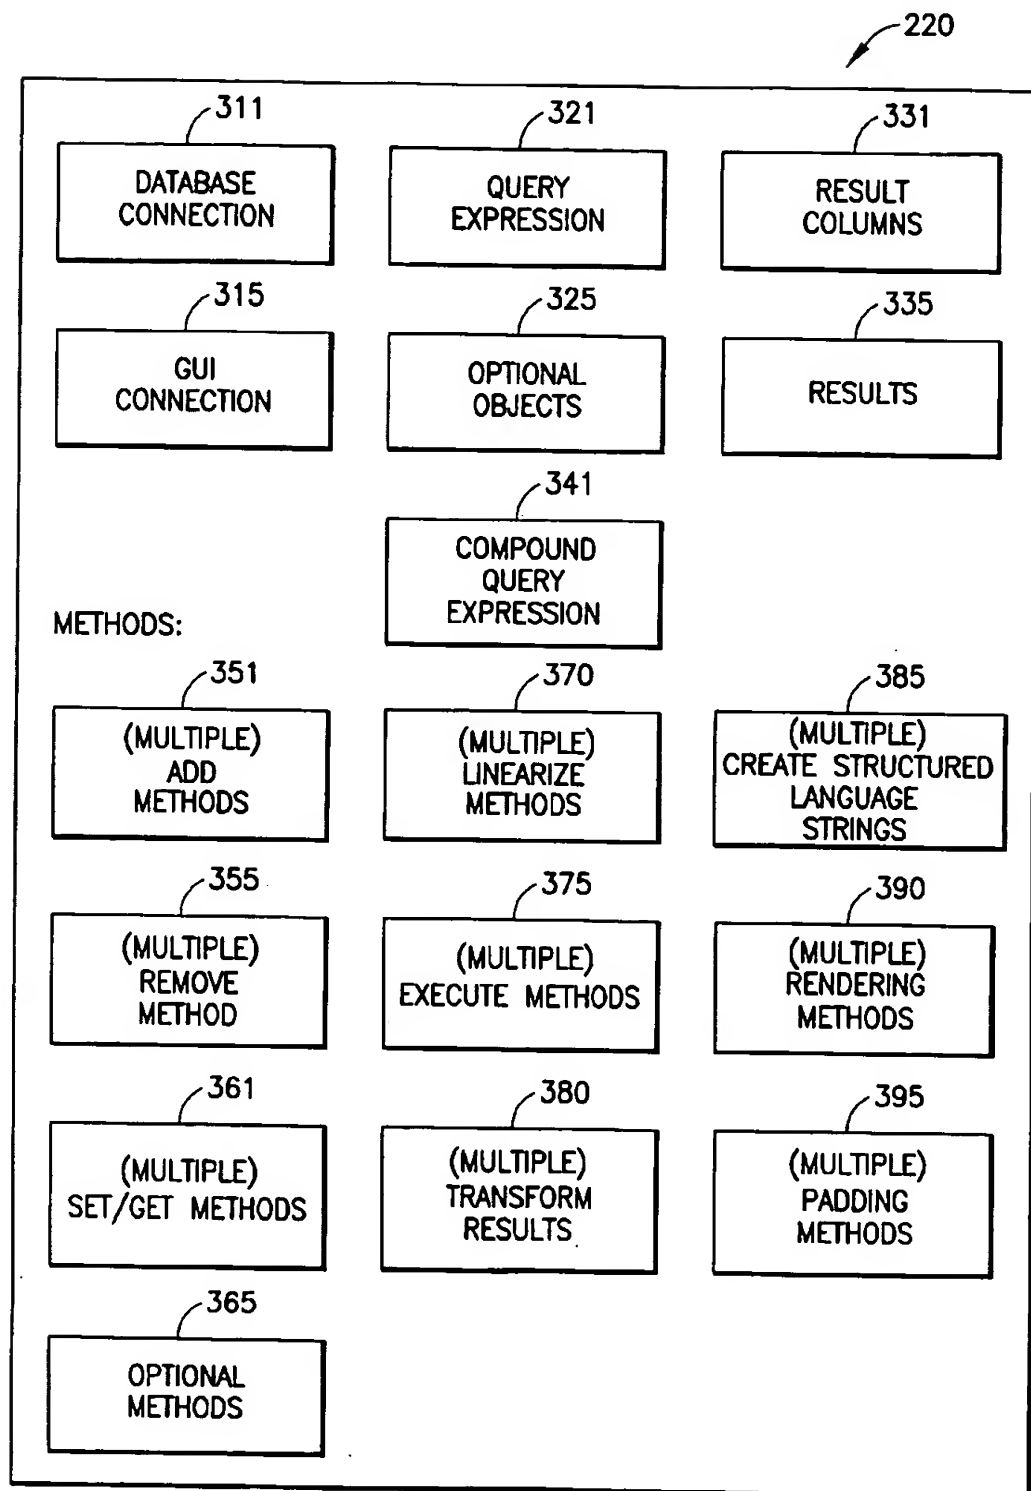 220
311
DATABASE
CONNECTION
321
QUERY
EXPRESSION
331
RESULT
COLUMNS
315
GUI
CONNECTION
325
OPTIONAL
OBJECTS
335
RESULTS
341
COMPOUND
QUERY
EXPRESSION
METHODS:
351
(MULTIPLE)
ADD
METHODS
370
(MULTIPLE)
LINEARIZE
METHODS
385
(MULTIPLE)
CREATE STRUCTURED
LANGUAGE
STRINGS
355
(MULTIPLE)
REMOVE
METHOD
375
(MULTIPLE)
EXECUTE METHODS
390
(MULTIPLE)
RENDERING
METHODS
361
(MULTIPLE)
SET/GET METHODS
380
(MULTIPLE)
TRANSFORM
RESULTS
395
(MULTIPLE)
PADDING
METHODS
365
OPTIONAL
METHODS